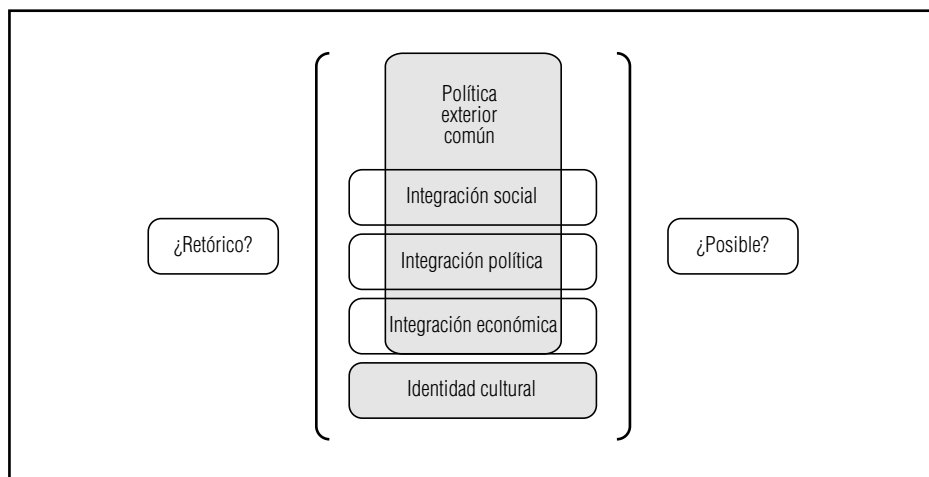 Política
exterior
común
Integración social
¿Retórico?
Integración política
¿Posible?
Integración económica
Identidad cultural